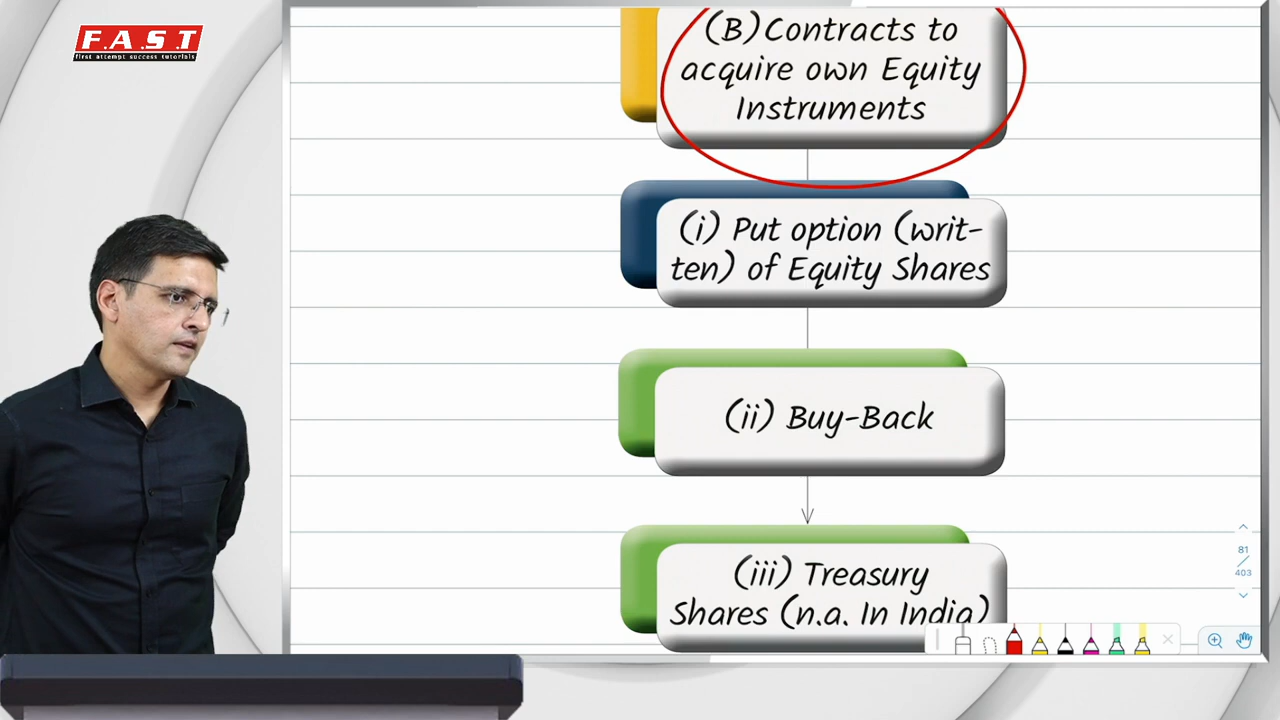 F.A.S.T
first attempt success tutorials
(B)Contracts to
acquire own Equity
Instruments
(i) Put option (writ-
ten) of Equity Shares
(ii) Buy-Back
(iii) Treasury
Shares (n.a. In India)
81
403